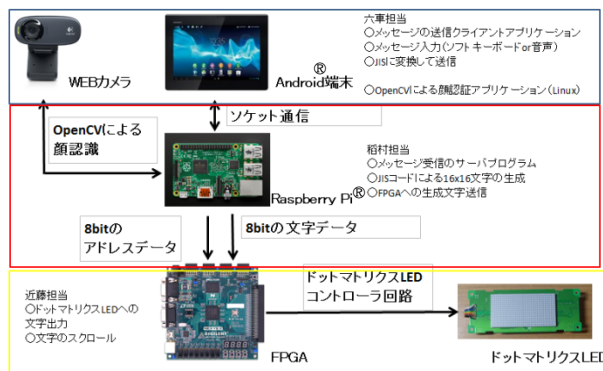 六車担当
○メッセージの送信クライアントアプリケーション
○メッセージ入力(ソフトキーボードor音声)
○JISに変換して送信
○OpenCVによる顔認証アプリケーション(Linux)
WEBカメラ
Android端末
®
OpenCVによる
顔認識
ソケット通信
稲村担当
○メッセージ受信のサーバプログラム
○JISコードによる16x16文字の生成
○FPGAへの生成文字送信
Raspberry Pi®
8bitの
アドレスデータ
8bitの文字データ
ドットマトリクスLED
コントローラ回路
近藤担当
○ドットマトリクスLEDへの
文字出力
○文字のスクロール
FPGA
ドットマトリクスLED